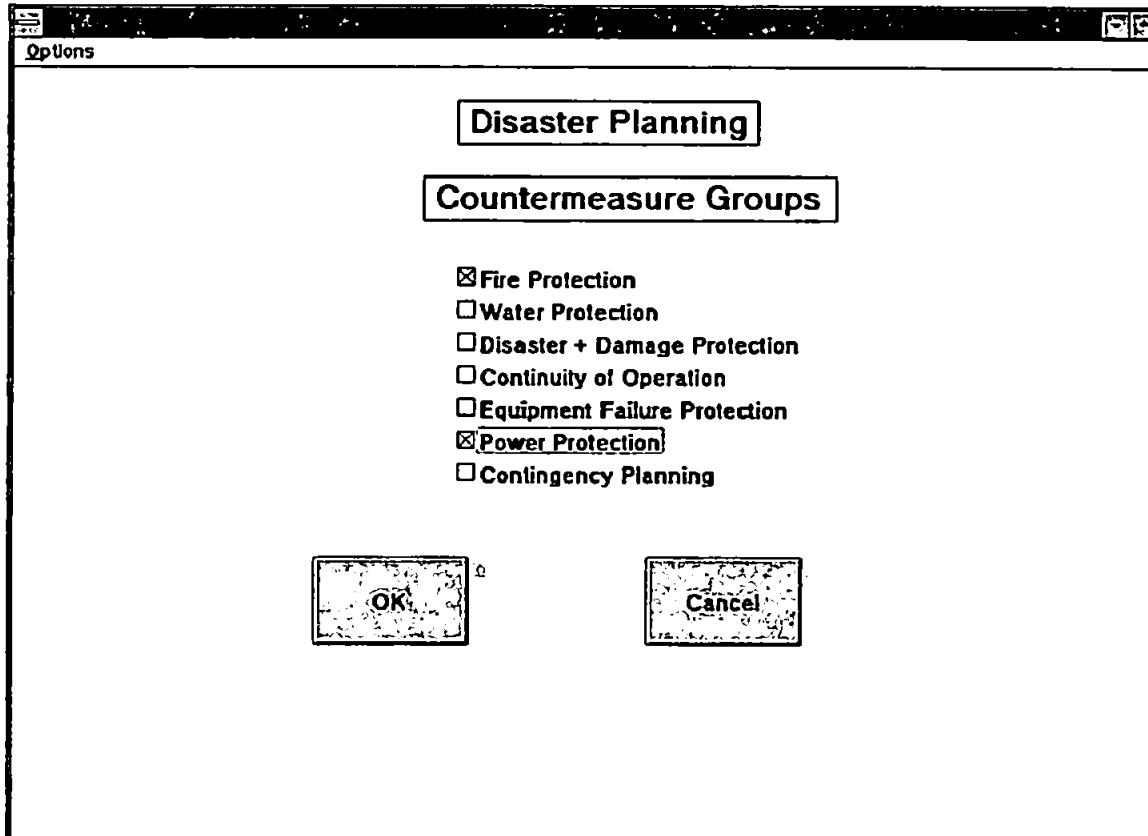 Options
Disaster Planning
Countermeasure Groups
Fire Protection
Water Protection
Disaster + Damage Protection
Continuity of Operation
Equipment Failure Protection
Power Protection
Contingency Planning
OK
Cancel